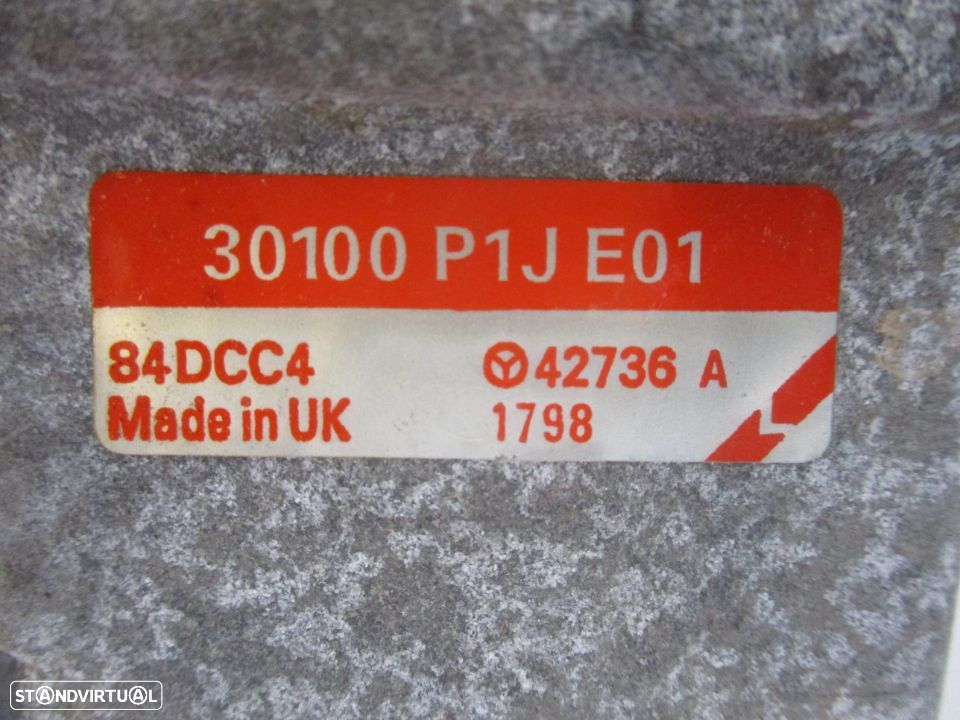 30100 P1J E01
84DCC4 42736 A
Made in UK 1798
STANDVIRTUAL